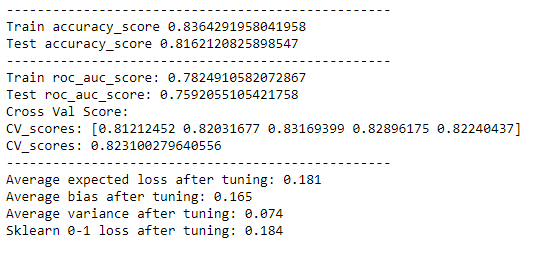 ------------------------------------------------
Train accuracy_score 0.8364291958041958
Test accuracy_score 0.8162120825898547
------------------------------------------------
Train roc_auc_score: 0.7824910582072867
Test roc_auc_score: 0.7592055105421758
Cross Val Score:
CV_scores: [0.81212452 0.82031677 0.83169399 0.82896175 0.82240437]
CV_scores: 0.823100279640556
------------------------------------------------
Average expected loss after tuning: 0.181
Average bias after tuning: 0.165
Average variance after tuning: 0.074
Sklearn 0-1 loss after tuning: 0.184